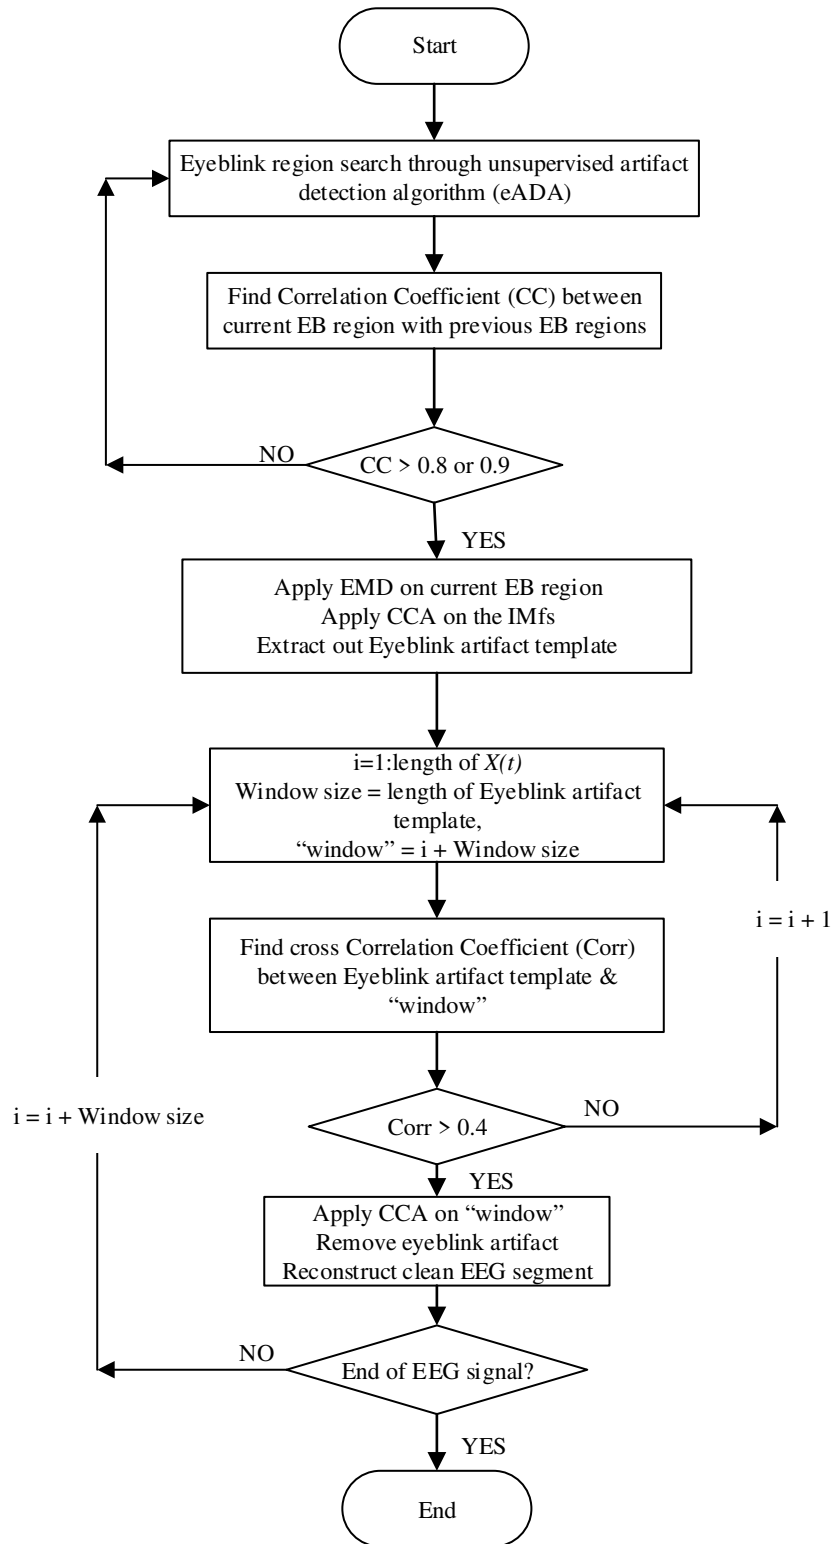 Start
Eyeblink region search through unsupervised artifact
detection algorithm (eADA)
Find Correlation Coefficient (CC) between
current EB region with previous EB regions
NO
CC > 0.8 or 0.9
YES
Apply EMD on current EB region
Apply CCA on the IMfs
Extract out Eyeblink artifact template
i=1:length of X(t)
Window size = length of Eyeblink artifact
template,
“window” = i + Window size
i = i + 1
Find cross Correlation Coefficient (Corr)
between Eyeblink artifact template &
“window”
i = i + Window size
Corr > 0.4
NO
YES
Apply CCA on “window”
Remove eyeblink artifact
Reconstruct clean EEG segment
NO
End of EEG signal?
YES
End